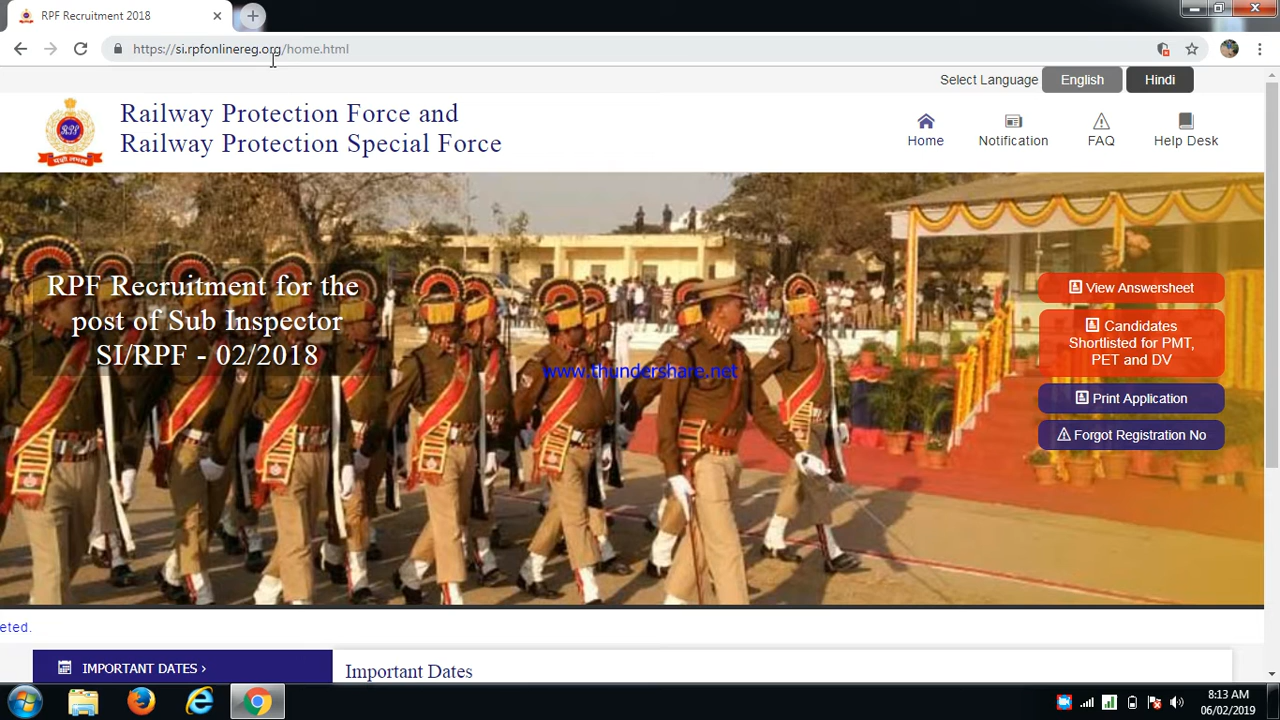 RPF Recruitment 2018
https://si.rpfonlinereg.org/home.html
Select Language English Hindi
Railway Protection Force and
Railway Protection Special Force
RPF
Home Notification FAQ Help Desk
RPF Recruitment for the
post of Sub Inspector
SI/RPF - 02/2018
View Answersheet
Candidates
Shortlisted for PMT,
PET and DV
Print Application
Forgot Registration No
www.thundershare.net
eted.
IMPORTANT DATES ›
Important Dates
8:13 AM
06/02/2019